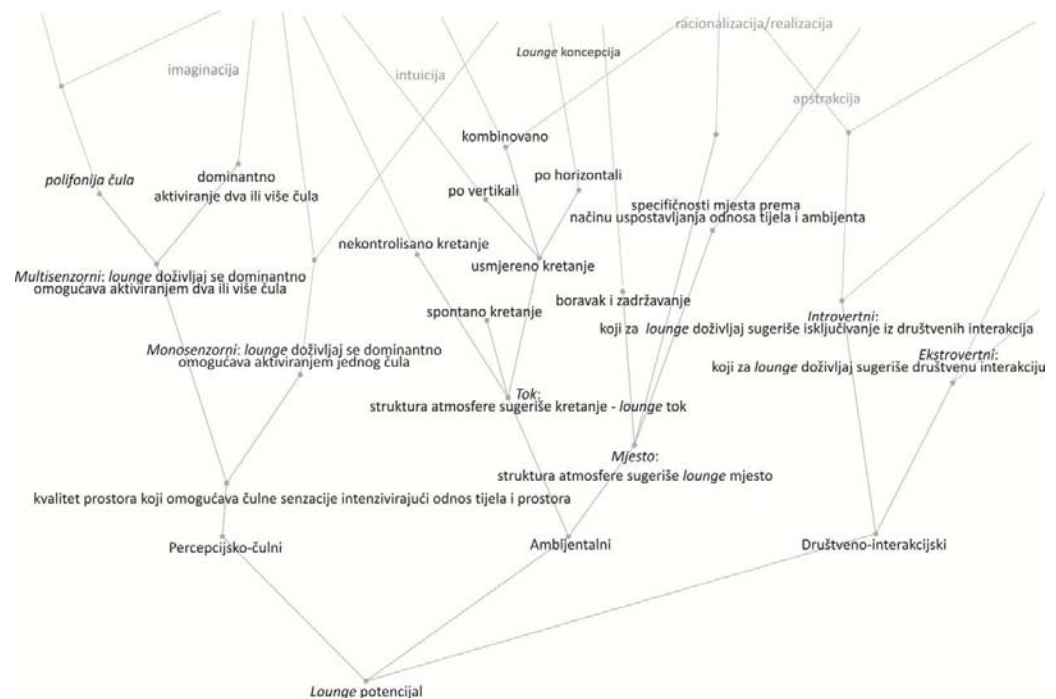 racionalizacija/realizacija
Lounge koncepcija
imaginacija
intuicija
apstrakcija
kombinovano
polifonija čula
dominantno
aktiviranje dva ili više čula
po vertikali
po horizontali
specifičnosti mjesta prema
načinu uspostavljanja odnosa tijela i ambijenta
nekontrolisano kretanje
usmjereno kretanje
Multisenzorni: lounge doživljaj se dominantno
omogućava aktiviranjem dva ili više čula
boravak i zadržavanje
spontano kretanje
Introvertni:
koji za lounge doživljaj sugeriše isključivanje iz društvenih interakcija
Monosenzorni: lounge doživljaj se dominantno
omogućava aktiviranjem jednog čula
Ekstrovertni:
koji za lounge doživljaj sugeriše društvenu interakciju
Tok:
struktura atmosfere sugeriše kretanje - lounge tok
Mjesto:
struktura atmosfere sugeriše lounge mjesto
kvalitet prostora koji omogućava čulne senzacije intenzivirajući odnos tijela i prostora
Percepcijsko-čulni
Ambijentalni
Društveno-interakcijski
Lounge potencijal